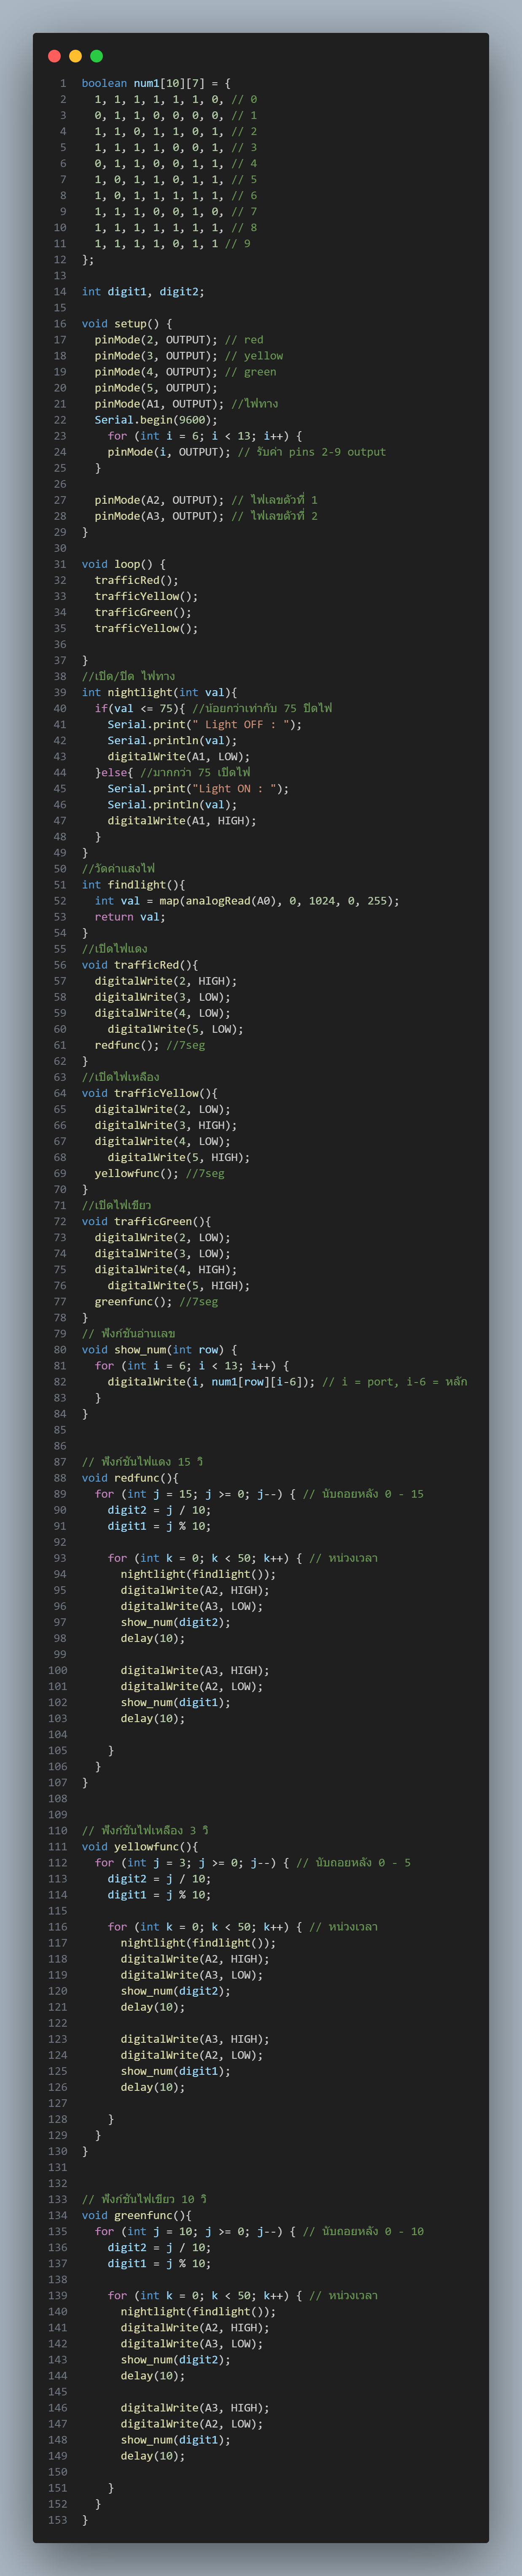 1 boolean num1[10][7] = {
2 1, 1, 1, 1, 1, 1, 0, // 0
3 0, 1, 1, 0, 0, 0, 0, // 1
4 1, 1, 0, 1, 1, 0, 1, // 2
5 1, 1, 1, 1, 0, 0, 1, // 3
6 0, 1, 1, 0, 0, 1, 1, // 4
7 1, 0, 1, 1, 0, 1, 1, // 5
8 1, 0, 1, 1, 1, 1, 1, // 6
9 1, 1, 1, 0, 0, 1, 0, // 7
10 1, 1, 1, 1, 1, 1, 1, // 8
11 1, 1, 1, 1, 0, 1, 1 // 9
12 };
13
14 int digit1, digit2;
15
16 void setup() {
17 pinMode(2, OUTPUT); // red
18 pinMode(3, OUTPUT); // yellow
19 pinMode(4, OUTPUT); // green
20 pinMode(5, OUTPUT);
21 pinMode(A1, OUTPUT); //ไฟทาง
22 Serial.begin(9600);
23 for (int i = 6; i < 13; i++) {
24 pinMode(i, OUTPUT); // รับค่า pins 2-9 output
25 }
26
27 pinMode(A2, OUTPUT); // ไฟเลขตัวที่ 1
28 pinMode(A3, OUTPUT); // ไฟเลขตัวที่ 2
29 }
30
31 void loop() {
32 trafficRed();
33 trafficYellow();
34 trafficGreen();
35 trafficYellow();
36
37 }
38 //เปิด/ปิด ไฟทาง
39 int nightlight(int val){
40 if(val <= 75){ //น้อยกว่าเท่ากับ 75 ปิดไฟ
41 Serial.print(" Light OFF : ");
42 Serial.println(val);
43 digitalWrite(A1, LOW);
44 }else{ //มากกว่า 75 เปิดไฟ
45 Serial.print("Light ON : ");
46 Serial.println(val);
47 digitalWrite(A1, HIGH);
48 }
49 }
50 //วัดค่าแสงไฟ
51 int findlight(){
52 int val = map(analogRead(A0), 0, 1024, 0, 255);
53 return val;
54 }
55 //เปิดไฟแดง
56 void trafficRed(){
57 digitalWrite(2, HIGH);
58 digitalWrite(3, LOW);
59 digitalWrite(4, LOW);
60 digitalWrite(5, LOW);
61 redfunc(); //7seg
62 }
63 //เปิดไฟเหลือง
64 void trafficYellow(){
65 digitalWrite(2, LOW);
66 digitalWrite(3, HIGH);
67 digitalWrite(4, LOW);
68 digitalWrite(5, HIGH);
69 yellowfunc(); //7seg
70 }
71 //เปิดไฟเขียว
72 void trafficGreen(){
73 digitalWrite(2, LOW);
74 digitalWrite(3, LOW);
75 digitalWrite(4, HIGH);
76 digitalWrite(5, HIGH);
77 greenfunc(); //7seg
78 }
79 // ฟังก์ชันอ่านเลข
80 void show_num(int row) {
81 for (int i = 6; i < 13; i++) {
82 digitalWrite(i, num1[row][i-6]); // i = port, i-6 = หลัก
83 }
84 }
85
86
87 // ฟังก์ชันไฟแดง 15 วิ
88 void redfunc(){
89 for (int j = 15; j >= 0; j--) { // นับถอยหลัง 0 - 15
90 digit2 = j / 10;
91 digit1 = j % 10;
92
93 for (int k = 0; k < 50; k++) { // หน่วงเวลา
94 nightlight(findlight());
95 digitalWrite(A2, HIGH);
96 digitalWrite(A3, LOW);
97 show_num(digit2);
98 delay(10);
99
100 digitalWrite(A3, HIGH);
101 digitalWrite(A2, LOW);
102 show_num(digit1);
103 delay(10);
104
105 }
106 }
107 }
108
109
110 // ฟังก์ชันไฟเหลือง 3 วิ
111 void yellowfunc(){
112 for (int j = 3; j >= 0; j--) { // นับถอยหลัง 0 - 5
113 digit2 = j / 10;
114 digit1 = j % 10;
115
116 for (int k = 0; k < 50; k++) { // หน่วงเวลา
117 nightlight(findlight());
118 digitalWrite(A2, HIGH);
119 digitalWrite(A3, LOW);
120 show_num(digit2);
121 delay(10);
122
123 digitalWrite(A3, HIGH);
124 digitalWrite(A2, LOW);
125 show_num(digit1);
126 delay(10);
127
128 }
129 }
130 }
131
132
133 // ฟังก์ชันไฟเขียว 10 วิ
134 void greenfunc(){
135 for (int j = 10; j >= 0; j--) { // นับถอยหลัง 0 - 10
136 digit2 = j / 10;
137 digit1 = j % 10;
138
139 for (int k = 0; k < 50; k++) { // หน่วงเวลา
140 nightlight(findlight());
141 digitalWrite(A2, HIGH);
142 digitalWrite(A3, LOW);
143 show_num(digit2);
144 delay(10);
145
146 digitalWrite(A3, HIGH);
147 digitalWrite(A2, LOW);
148 show_num(digit1);
149 delay(10);
150
151 }
152 }
153 }